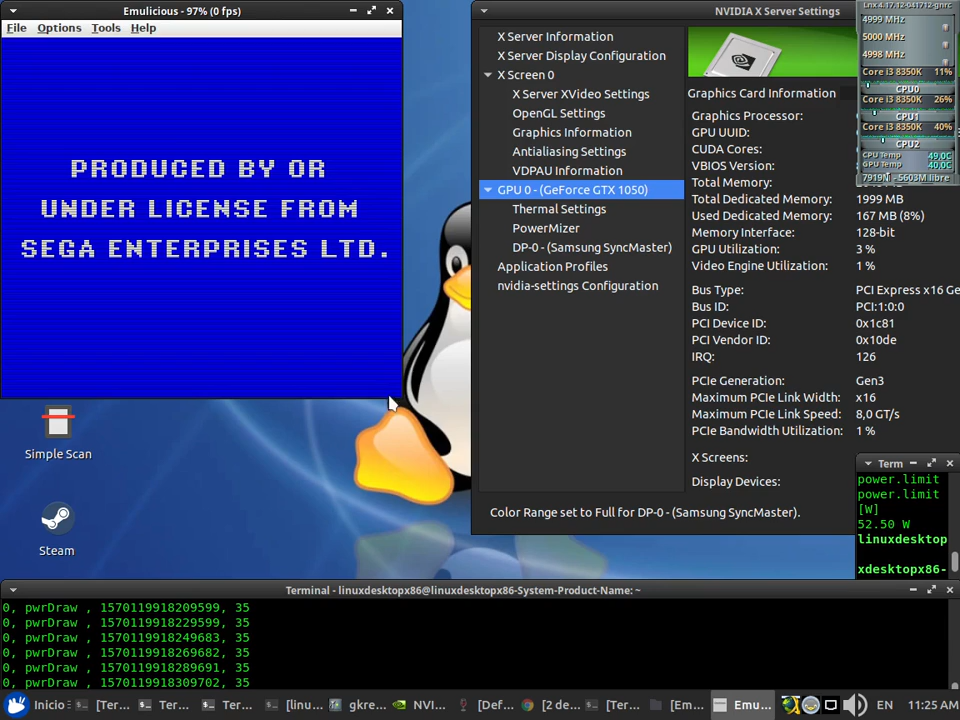 Emulicious - 97% (0 fps)
File Options Tools Help
PRODUCED BY OR
UNDER LICENSE FROM
SEGA ENTERPRISES LTD.
Simple Scan
Steam
NVIDIA X Server Settings
X Server Information
X Server Display Configuration
X Screen 0
X Server XVideo Settings
OpenGL Settings
Graphics Information
Antialiasing Settings
VDPAU Information
GPU 0 - (GeForce GTX 1050)
Thermal Settings
PowerMizer
DP-0 - (Samsung SyncMaster)
Application Profiles
nvidia-settings Configuration
Graphics Card Information
Graphics Processor:
GPU UUID:
CUDA Cores:
VBIOS Version:
Total Memory:
Total Dedicated Memory: 1999 MB
Used Dedicated Memory: 167 MB (8%)
Memory Interface: 128-bit
GPU Utilization: 3 %
Video Engine Utilization: 1 %
Bus Type: PCI Express x16 Ge
Bus ID: PCI:1:0:0
PCI Device ID: 0x1c81
PCI Vendor ID: 0x10de
IRQ: 126
PCIe Generation: Gen3
Maximum PCIe Link Width: x16
Maximum PCIe Link Speed: 8,0 GT/s
PCIe Bandwidth Utilization: 1 %
X Screens:
Display Devices:
Color Range set to Full for DP-0 - (Samsung SyncMaster).
4999 MHz
5000 MHz
4998 MHz
Core i3 8350K 11%
CPU0
Core i3 8350K 26%
CPU1
Core i3 8350K 40%
CPU2
CPU Temp 49,0C
GPU Temp 40,0C
5603M libre
Term
power.limit
power.limit
[W]
52.50 W
linuxdesktop
xdesktopx86-
Terminal - linuxdesktopx86@linuxdesktopx86-System-Product-Name: ~
0, pwrDraw , 1570119918209599, 35
0, pwrDraw , 1570119918229599, 35
0, pwrDraw , 1570119918249683, 35
0, pwrDraw , 1570119918269682, 35
0, pwrDraw , 1570119918289691, 35
0, pwrDraw , 1570119918309702, 35
Inicio [Ter... Ter... Ter... [linu... gkre... NVI... [Def... [2 de... [Ter... [Em... Emu... EN 11:25 AM